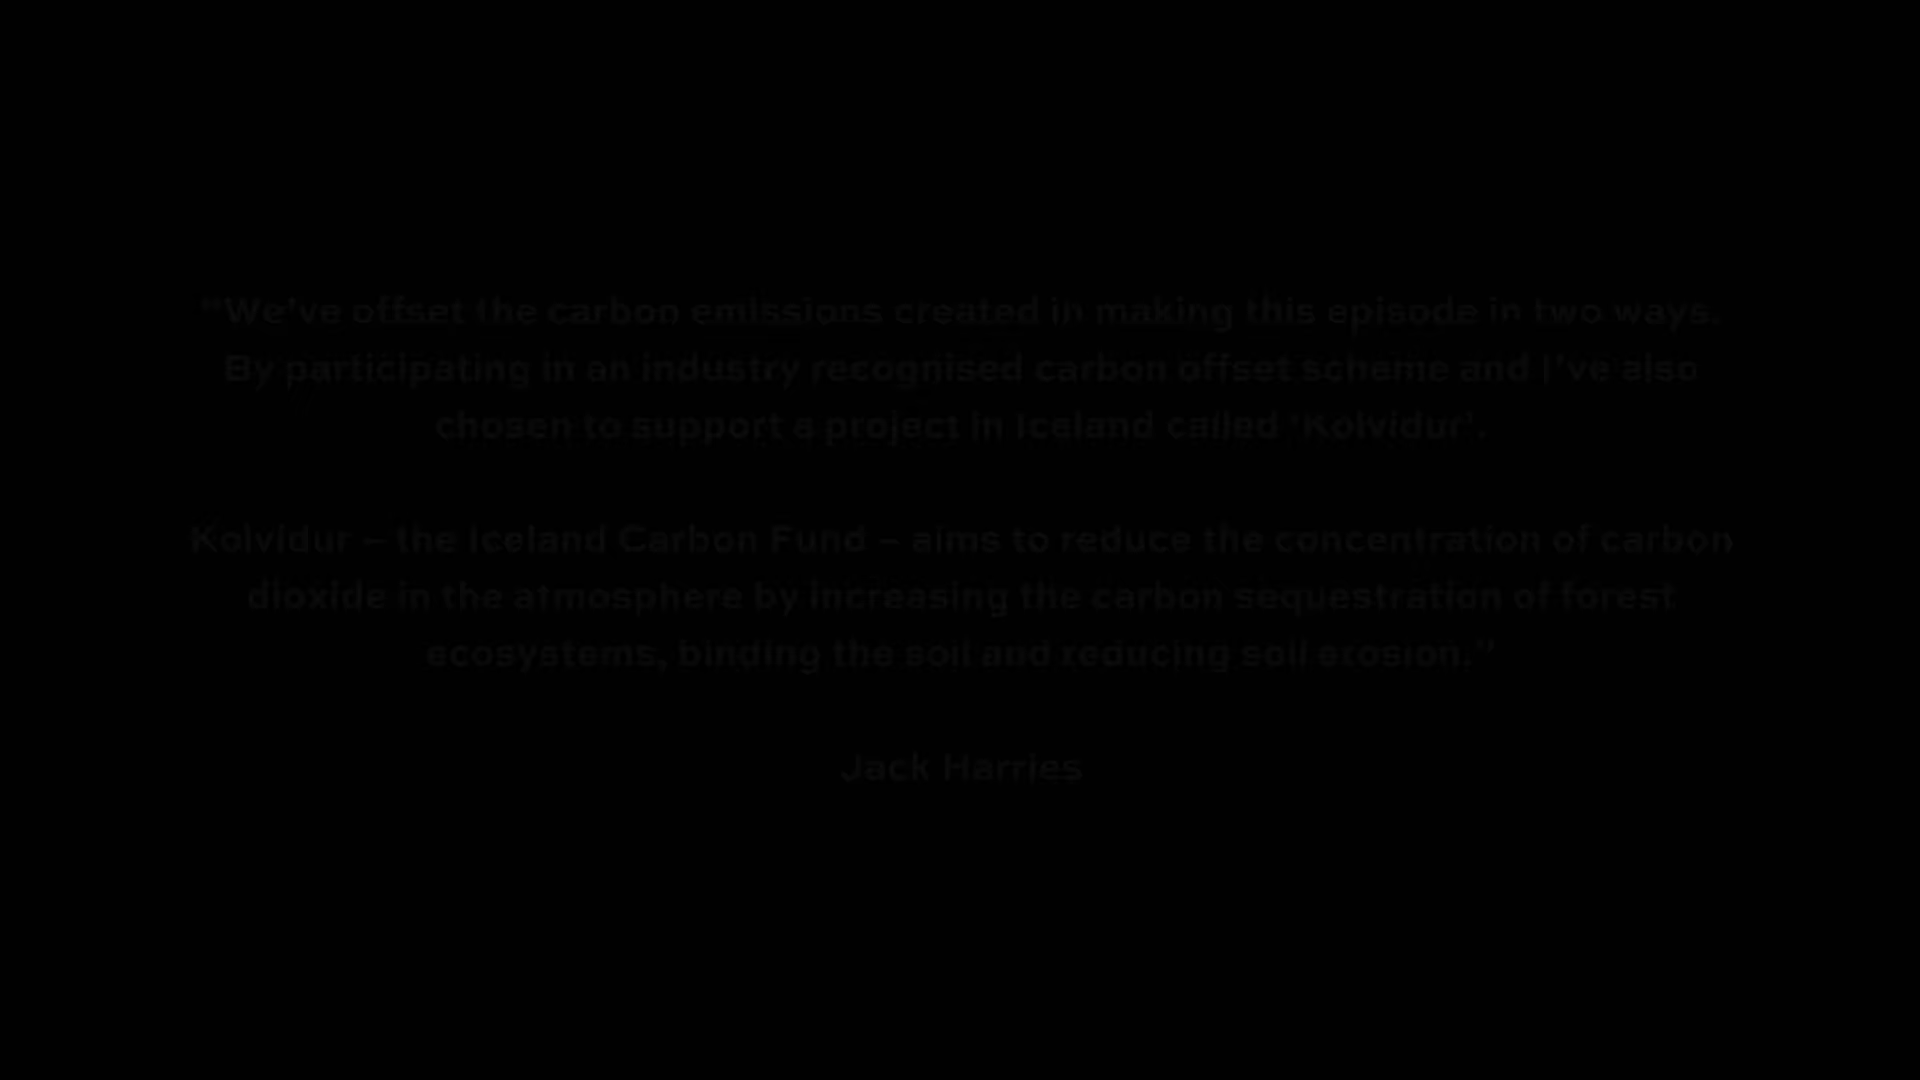 "We've offset the carbon emissions created in making this episode in two ways.
By participating in an industry recognised carbon offset scheme and I've also
chosen to support a project in Iceland called 'Kolvidur'.
Kolvidur – the Iceland Carbon Fund – aims to reduce the concentration of carbon
dioxide in the atmosphere by increasing the carbon sequestration of forest
ecosystems, binding the soil and reducing soil erosion."
Jack Harries